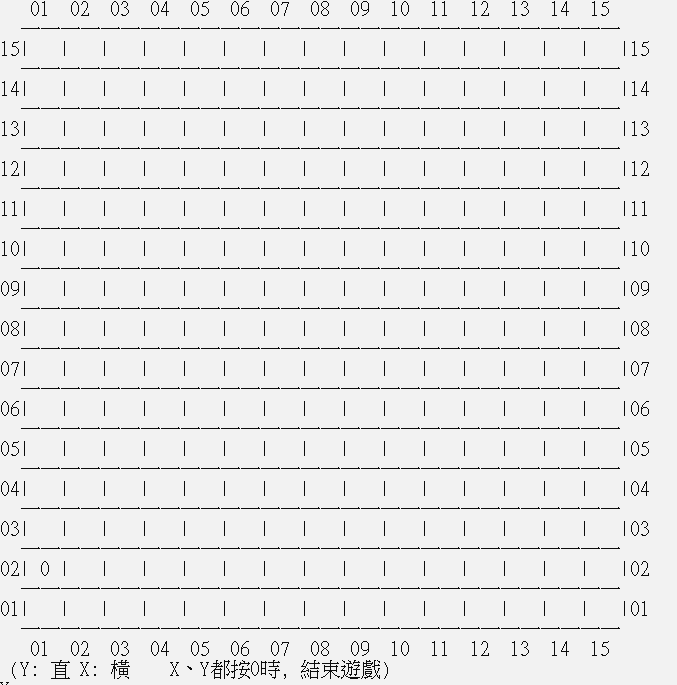 01 02 03 04 05 06 07 08 09 10 11 12 13 14 15
15| | | | | | | | | | | | | | | |15
14| | | | | | | | | | | | | | | |14
13| | | | | | | | | | | | | | | |13
12| | | | | | | | | | | | | | | |12
11| | | | | | | | | | | | | | | |11
10| | | | | | | | | | | | | | | |10
09| | | | | | | | | | | | | | | |09
08| | | | | | | | | | | | | | | |08
07| | | | | | | | | | | | | | | |07
06| | | | | | | | | | | | | | | |06
05| | | | | | | | | | | | | | | |05
04| | | | | | | | | | | | | | | |04
03| | | | | | | | | | | | | | | |03
02| O | | | | | | | | | | | | | | |02
01| | | | | | | | | | | | | | | |01
01 02 03 04 05 06 07 08 09 10 11 12 13 14 15
(Y: 直 X: 橫 X、Y都按0時, 結束遊戲)